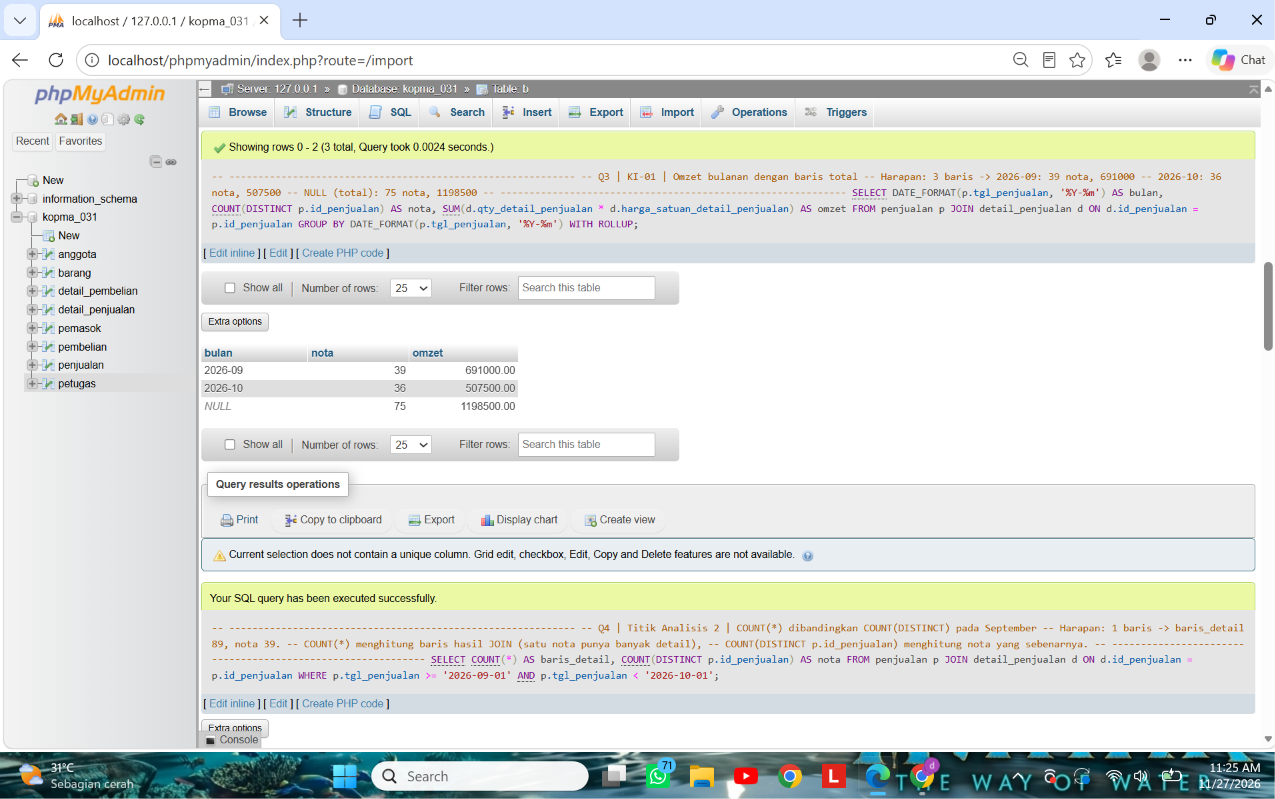 localhost / 127.0.0.1 / kopma_031
localhost/phpmyadmin/index.php?route=/import
Chat
phpMyAdmin
Recent
Favorites
New
information_schema
kopma_031
New
anggota
barang
detail_pembelian
detail_penjualan
pemasok
pembelian
penjualan
petugas
Server: 127.0.0.1 » Database: kopma_031 » Table: b
Browse Structure SQL Search Insert Export Import Operations Triggers
Showing rows 0 - 2 (3 total, Query took 0.0024 seconds.)
-- ------------------------------------------------------- -- Q3 | KI-01 | Omzet bulanan dengan baris total -- Harapan: 3 baris -> 2026-09: 39 nota, 691000 -- 2026-10: 36
nota, 507500 -- NULL (total): 75 nota, 1198500 -- ------------------------------------------------------- SELECT DATE_FORMAT(p.tgl_penjualan, '%Y-%m') AS bulan,
COUNT(DISTINCT p.id_penjualan) AS nota, SUM(d.qty_detail_penjualan * d.harga_satuan_detail_penjualan) AS omzet FROM penjualan p JOIN detail_penjualan d ON d.id_penjualan =
p.id_penjualan GROUP BY DATE_FORMAT(p.tgl_penjualan, '%Y-%m') WITH ROLLUP;
[ Edit inline ] [ Edit ] [ Create PHP code ]
Show all Number of rows: 25 Filter rows: Search this table
Extra options
bulan nota omzet
2026-09 39 691000.00
2026-10 36 507500.00
NULL 75 1198500.00
Show all Number of rows: 25 Filter rows: Search this table
Query results operations
Print Copy to clipboard Export Display chart Create view
Current selection does not contain a unique column. Grid edit, checkbox, Edit, Copy and Delete features are not available.
Your SQL query has been executed successfully.
-- ------------------------------------------------------- -- Q4 | Titik Analisis 2 | COUNT(*) dibandingkan COUNT(DISTINCT) pada September -- Harapan: 1 baris -> baris_detail
89, nota 39. -- COUNT(*) menghitung baris hasil JOIN (satu nota punya banyak detail), -- COUNT(DISTINCT p.id_penjualan) menghitung nota yang sebenarnya. -- --------------------
----------------------------------- SELECT COUNT(*) AS baris_detail, COUNT(DISTINCT p.id_penjualan) AS nota FROM penjualan p JOIN detail_penjualan d ON d.id_penjualan =
p.id_penjualan WHERE p.tgl_penjualan >= '2026-09-01' AND p.tgl_penjualan < '2026-10-01';
[ Edit inline ] [ Edit ] [ Create PHP code ]
Extra options
Console
31°C
Sebagian cerah
Search
71
L
d
THE WAY OF WATER
11:25 AM
11/27/2026